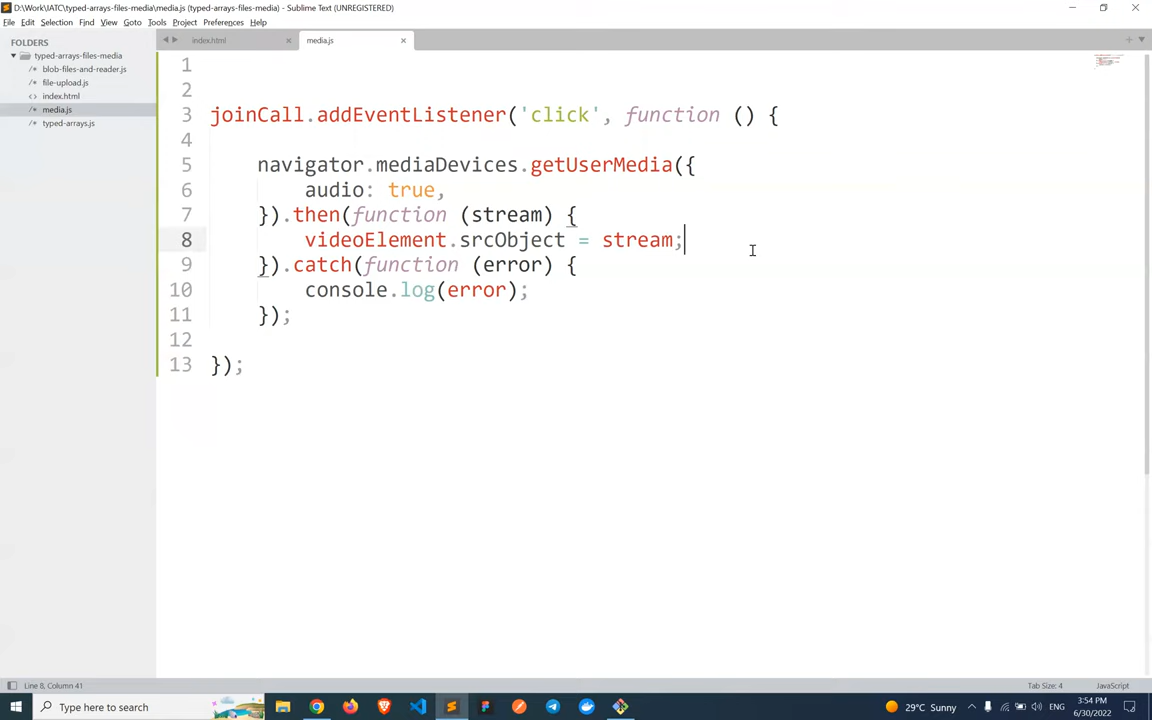 D:\Work\IATC\typed-arrays-files-media\media.js (typed-arrays-files-media) - Sublime Text (UNREGISTERED)
File Edit Selection Find View Goto Tools Project Preferences Help
FOLDERS
typed-arrays-files-media
/* blob-files-and-reader.js
/* file-upload.js
<> index.html
/* media.js
/* typed-arrays.js
index.html × media.js ×
1
2
3 joinCall.addEventListener('click', function () {
4
5 navigator.mediaDevices.getUserMedia({
6 audio: true,
7 }).then(function (stream) {
8 videoElement.srcObject = stream;
9 }).catch(function (error) {
10 console.log(error);
11 });
12
13 });
Line 8, Column 41
Tab Size: 4
JavaScript
Type here to search
29°C Sunny
ENG
3:54 PM
6/30/2022